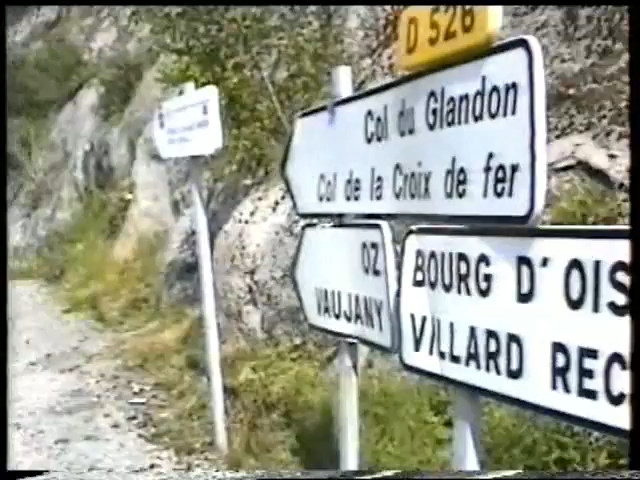 D 526
Col du Glandon
Col de la Croix de fer
OZ
VAUJANY
BOURG D'OIS
VILLARD REC